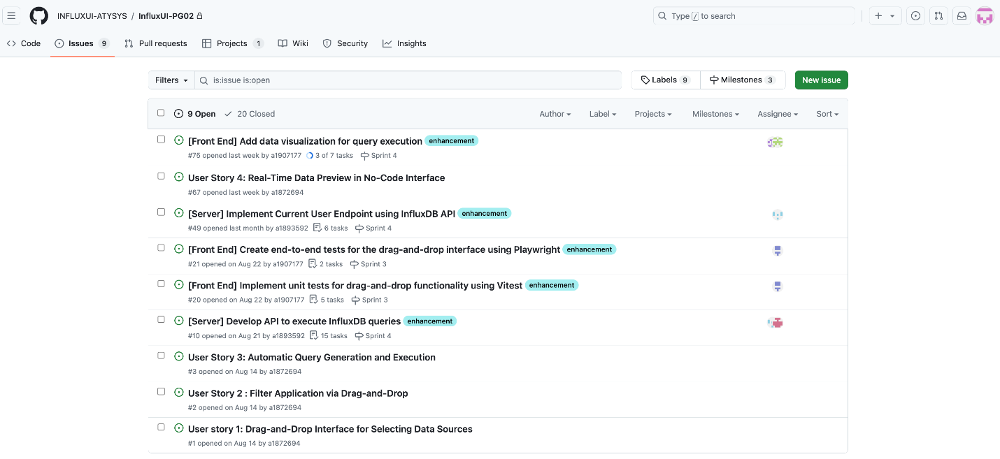 INFLUXUI-ATYSYS / InfluxUI-PG02
Type / to search
Code
Issues 9
Pull requests
Projects 1
Wiki
Security
Insights
Filters
is:issue is:open
Labels 9
Milestones 3
New issue
9 Open
20 Closed
Author
Label
Projects
Milestones
Assignee
Sort
[Front End] Add data visualization for query execution enhancement
#75 opened last week by a1907177 3 of 7 tasks Sprint 4
User Story 4: Real-Time Data Preview in No-Code Interface
#67 opened last week by a1872694
[Server] Implement Current User Endpoint using InfluxDB API enhancement
#49 opened last month by a1893592 6 tasks Sprint 4
[Front End] Create end-to-end tests for the drag-and-drop interface using Playwright enhancement
#21 opened on Aug 22 by a1907177 2 tasks Sprint 3
[Front End] Implement unit tests for drag-and-drop functionality using Vitest enhancement
#20 opened on Aug 22 by a1907177 5 tasks Sprint 3
[Server] Develop API to execute InfluxDB queries enhancement
#10 opened on Aug 21 by a1893592 15 tasks Sprint 4
User Story 3: Automatic Query Generation and Execution
#3 opened on Aug 14 by a1872694
User Story 2 : Filter Application via Drag-and-Drop
#2 opened on Aug 14 by a1872694
User story 1: Drag-and-Drop Interface for Selecting Data Sources
#1 opened on Aug 14 by a1872694